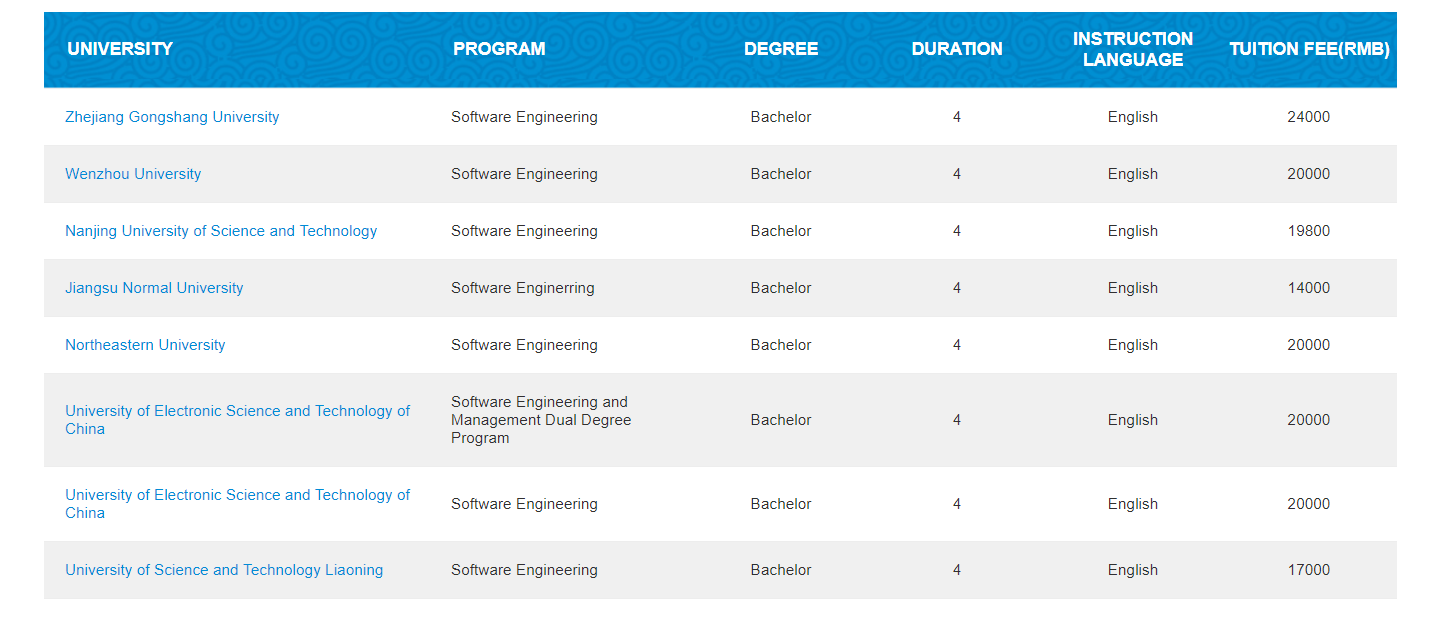 UNIVERSITY PROGRAM DEGREE DURATION INSTRUCTION LANGUAGE TUITION FEE(RMB)
Zhejiang Gongshang University Software Engineering Bachelor 4 English 24000
Wenzhou University Software Engineering Bachelor 4 English 20000
Nanjing University of Science and Technology Software Engineering Bachelor 4 English 19800
Jiangsu Normal University Software Enginerring Bachelor 4 English 14000
Northeastern University Software Engineering Bachelor 4 English 20000
University of Electronic Science and Technology of
China
Software Engineering and
Management Dual Degree
Program
Bachelor 4 English 20000
University of Electronic Science and Technology of
China
Software Engineering Bachelor 4 English 20000
University of Science and Technology Liaoning Software Engineering Bachelor 4 English 17000